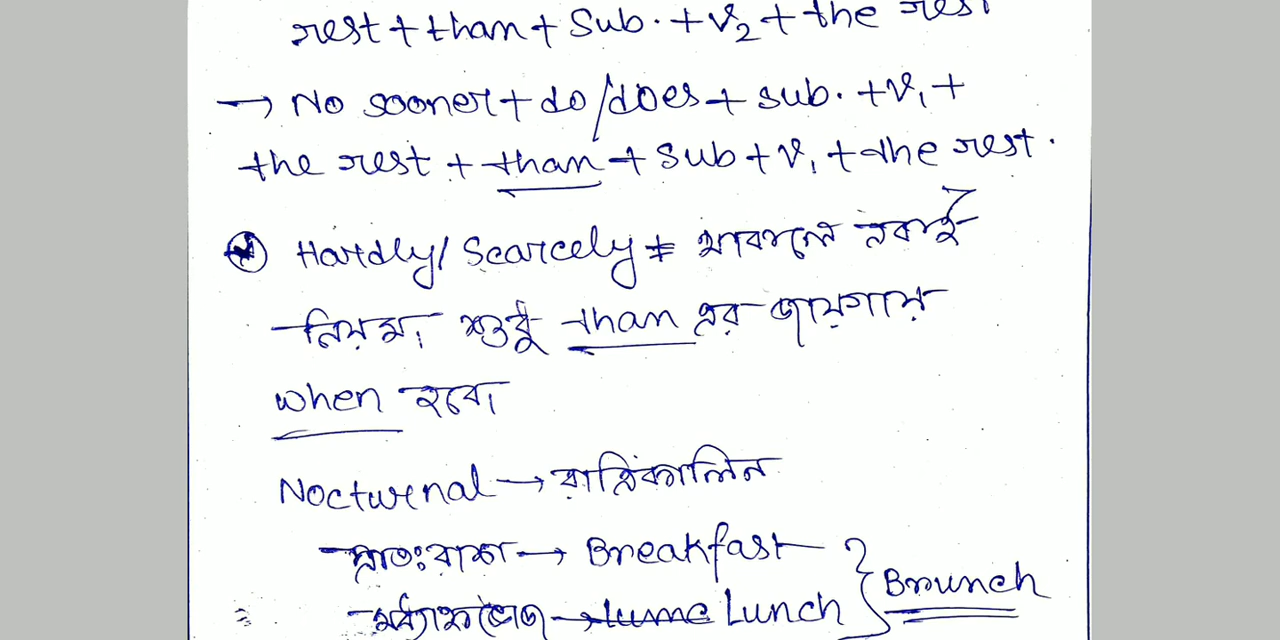 rest + than + Sub. + V₂ + the rest
→ No sooner + do/does + sub. + V₁ +
the rest + than + sub + V₁ + the rest.
Hardly/Scarcely থাকলে একই
নিয়ম। শুধু than এর জায়গায়
when হবে।
Nocturnal → রাত্রিকালিন
প্রাতঃরাশ → Breakfast
মধ্যাহ্নভোজ → Lunch } Brunch